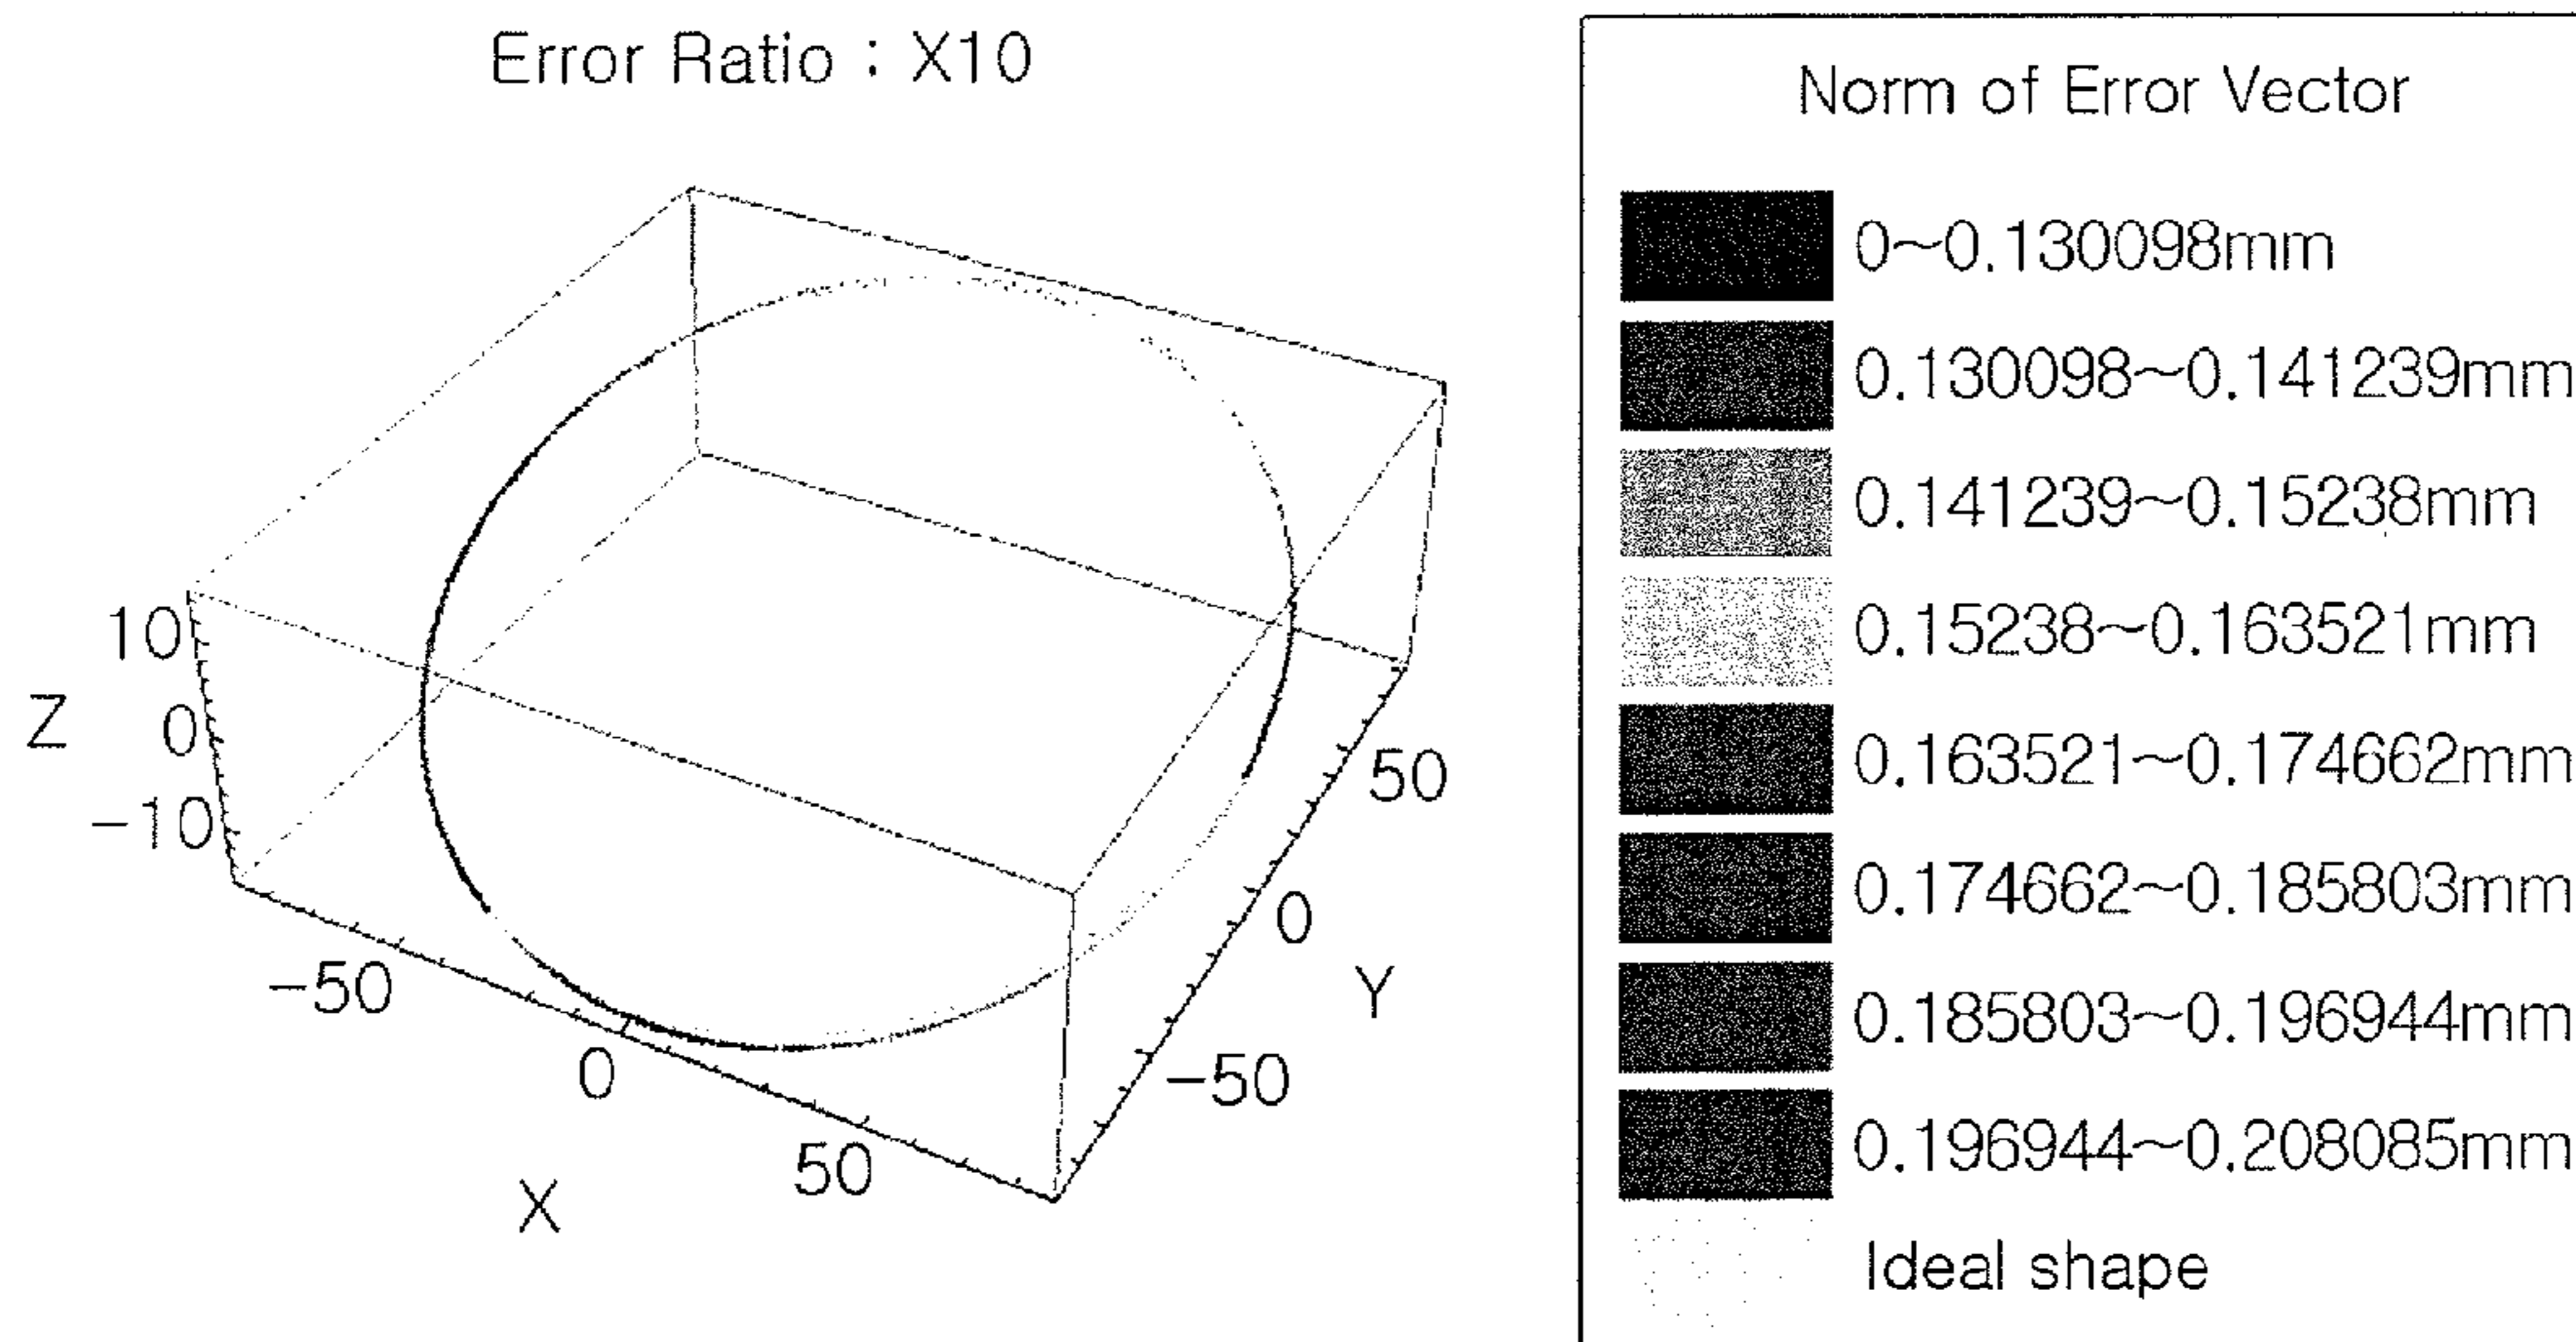 Error Ratio : X10
10
0
-10
Z
-50
0
50
X
50
0
-50
Y
Norm of Error Vector
0~0.130098mm
0.130098~0.141239mm
0.141239~0.15238mm
0.15238~0.163521mm
0.163521~0.174662mm
0.174662~0.185803mm
0.185803~0.196944mm
0.196944~0.208085mm
Ideal shape